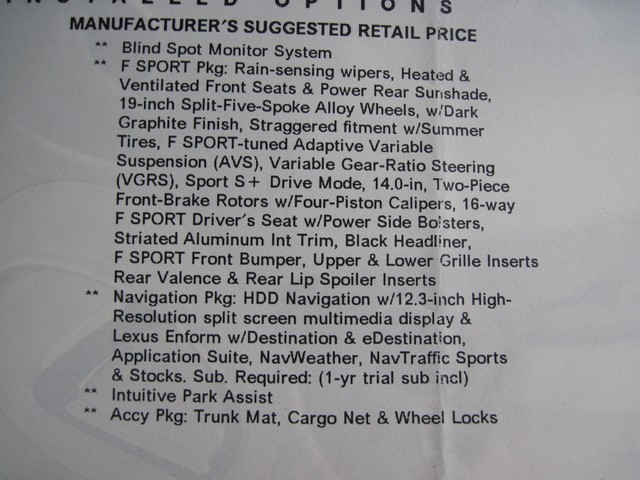 INSTALLED OPTIONS
MANUFACTURER'S SUGGESTED RETAIL PRICE
** Blind Spot Monitor System
** F SPORT Pkg: Rain-sensing wipers, Heated &
Ventilated Front Seats & Power Rear Sunshade,
19-inch Split-Five-Spoke Alloy Wheels, w/Dark
Graphite Finish, Straggered fitment w/Summer
Tires, F SPORT-tuned Adaptive Variable
Suspension (AVS), Variable Gear-Ratio Steering
(VGRS), Sport S+ Drive Mode, 14.0-in, Two-Piece
Front-Brake Rotors w/Four-Piston Calipers, 16-way
F SPORT Driver's Seat w/Power Side Bolsters,
Striated Aluminum Int Trim, Black Headliner,
F SPORT Front Bumper, Upper & Lower Grille Inserts
Rear Valence & Rear Lip Spoiler Inserts
** Navigation Pkg: HDD Navigation w/12.3-inch High-
Resolution split screen multimedia display &
Lexus Enform w/Destination & eDestination,
Application Suite, NavWeather, NavTraffic Sports
& Stocks. Sub. Required: (1-yr trial sub incl)
** Intuitive Park Assist
** Accy Pkg: Trunk Mat, Cargo Net & Wheel Locks